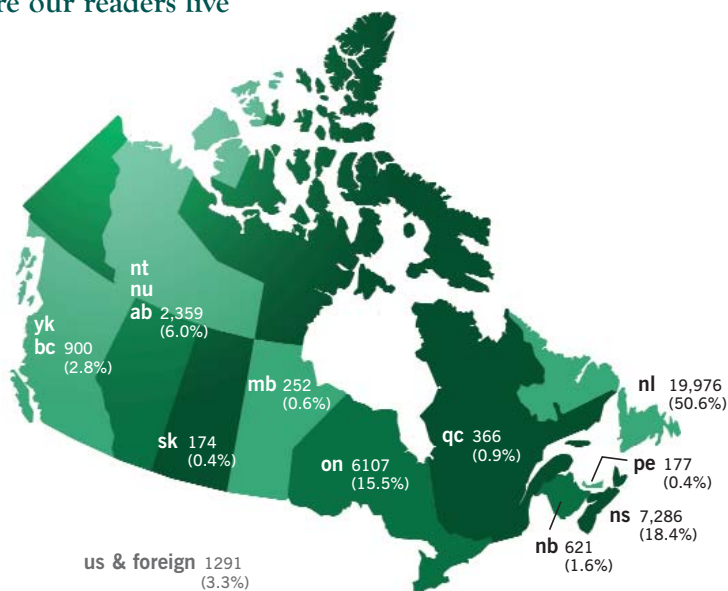 re our readers live
nt
nu
ab 2,359
(6.0%)
yk
bc 900
(2.8%)
mb 252
(0.6%)
nl 19,976
(50.6%)
sk 174
(0.4%)
on 6107
(15.5%)
qc 366
(0.9%)
pe 177
(0.4%)
ns 7,286
(18.4%)
nb 621
(1.6%)
us & foreign 1291
(3.3%)